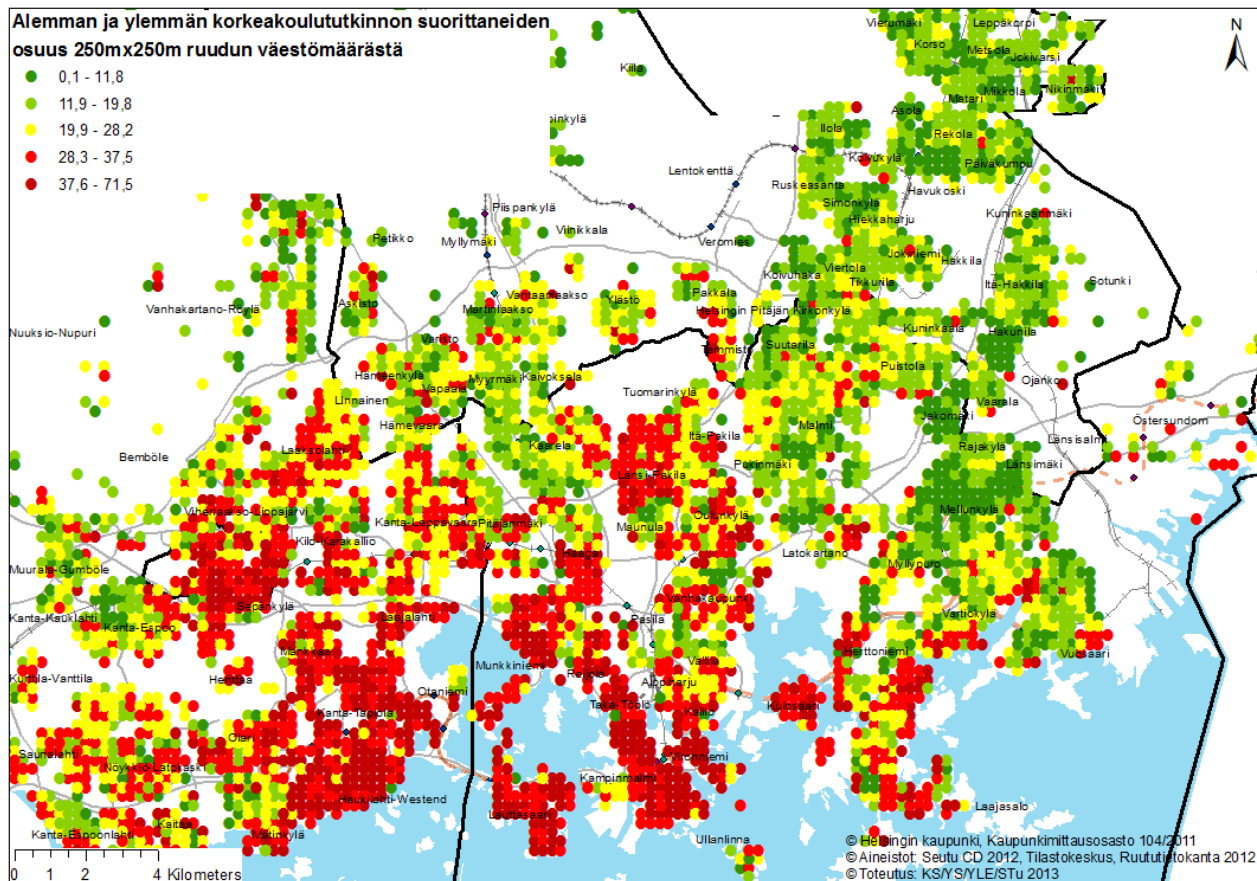 Alemman ja ylemmän korkeakoulututkinnon suorittaneiden
osuus 250mx250m ruudun väestömäärästä
0,1 - 11,8
11,9 - 19,8
19,9 - 28,2
28,3 - 37,5
37,6 - 71,5
N
Vierumäki
Leppäkorpi
Korso
Metsola
Jokivarsi
Kiila
Mikkola
Nikinmäki
Matari
Asola
Ilola
Rekola
Koivukylä
Päiväkumpu
Lentokenttä
Ruskeasanta
Havukoski
Simonkylä
Piispankylä
Hiekkaharju
Kuninkaanmäki
Viinikkala
Petikko
Myllymäki
Veromies
Jokiniemi
Hakkila
Viertola
Koivuhaka
Tikkurila
Sotunki
Itä-Hakkila
Vantaanlaakso
Ylästö
Pakkala
Askisto
Martinlaakso
Vanhakartano-Röylä
Helsingin Pitäjän Kirkonkylä
Nuuksio-Nupuri
Kuninkaala
Hakunila
Varisto
Suutarila
Tammisto
Puistola
Hämeenkylä
Myyrmäki
Kaivoksela
Vapaala
Ojanko
Tuomarinkylä
Linnainen
Vaarala
Jakomäki
Östersundom
Hämevaara
Malmi
Itä-Pakila
Länsisalmi
Kaarela
Rajakylä
Laaksolahti
Bemböle
Pukinmäki
Länsimäki
Länsi-Pakila
Mellunkylä
Viherlaakso-Lippajärvi
Oulunkylä
Kanta-Leppävaara
Pitäjänmäki
Maunula
Kilo-Karakallio
Latokartano
Haaga
Myllypuro
Muurala-Gumböle
Vanhakaupunki
Sepänkylä
Kanta-Kauklahti
Laajalahti
Pasila
Vartiokylä
Kanta-Espoo
Mankkaa
Herttoniemi
Vuosaari
Munkkiniemi
Vallila
Reijola
Kurttila-Vanttila
Henttaa
Alppiharju
Otaniemi
Kulosaari
Taka-Töölö
Kallio
Kanta-Tapiola
Olari
Saunalahti
Vironniemi
Nöykkiö-Latokaski
Kampinmalmi
Haukilahti-Westend
Laajasalo
Lauttasaari
Kaitaa
Matinkylä
Kanta-Espoonlahti
Ullanlinna
0 1 2 4 Kilometers
© Helsingin kaupunki, Kaupunkimittausosasto 104/2011
© Aineistot: Seutu CD 2012, Tilastokeskus, Ruututietokanta 2012
© Toteutus: KS/YS/YLE/STu 2013